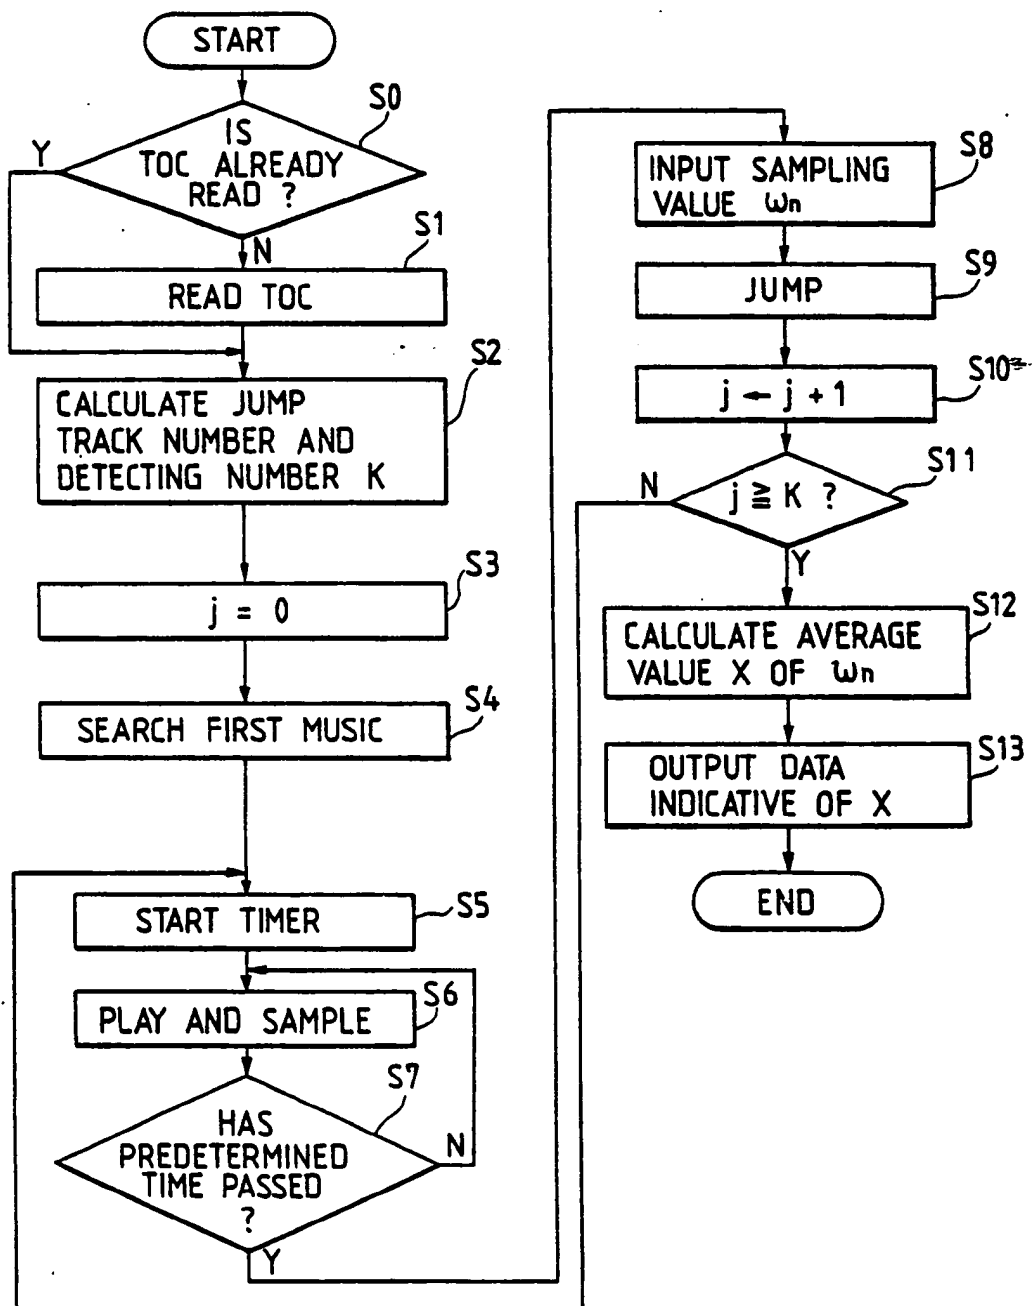 START
S0
IS
TOC ALREADY
READ ?
Y
N
S1
READ TOC
S2
CALCULATE JUMP
TRACK NUMBER AND
DETECTING NUMBER K
S3
j = 0
S4
SEARCH FIRST MUSIC
S5
START TIMER
S6
PLAY AND SAMPLE
S7
HAS
PREDETERMINED
TIME PASSED
?
N
Y
S8
INPUT SAMPLING
VALUE ωn
S9
JUMP
S10
j ← j + 1
S11
j ≧ K ?
N
Y
S12
CALCULATE AVERAGE
VALUE X OF ωn
S13
OUTPUT DATA
INDICATIVE OF X
END